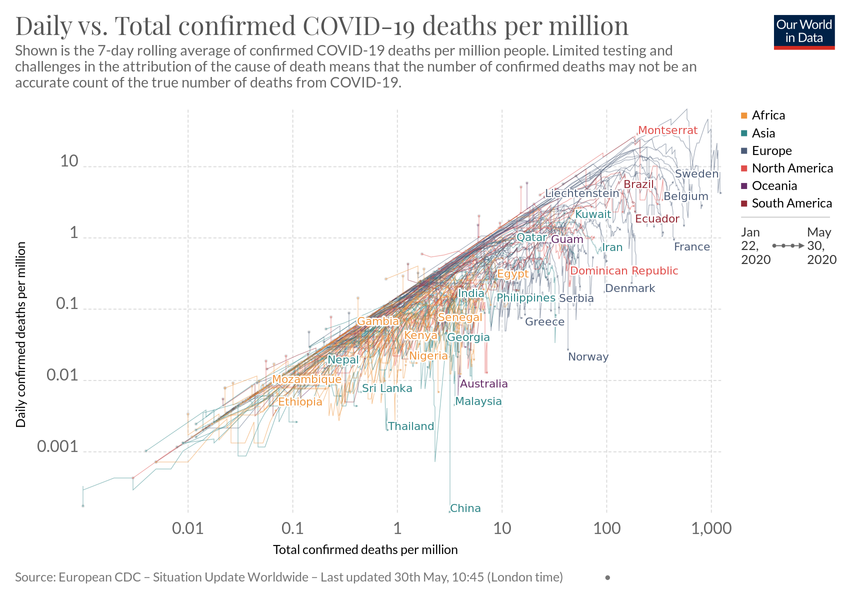 Daily vs. Total confirmed COVID-19 deaths per million
Our World
in Data
Shown is the 7-day rolling average of confirmed COVID-19 deaths per million people. Limited testing and
challenges in the attribution of the cause of death means that the number of confirmed deaths may not be an
accurate count of the true number of deaths from COVID-19.
Africa
Asia
Europe
North America
Oceania
South America
Jan
22,
2020
May
30,
2020
Daily confirmed deaths per million
10
1
0.1
0.01
0.001
Montserrat
Sweden
Brazil
Liechtenstein
Belgium
Kuwait
Ecuador
Qatar
Guam
Iran
France
Egypt
Dominican Republic
India
Philippines
Serbia
Denmark
Gambia
Senegal
Greece
Kenya
Georgia
Nepal
Nigeria
Norway
Mozambique
Sri Lanka
Australia
Ethiopia
Malaysia
Thailand
China
0.01
0.1
1
10
100
1,000
Total confirmed deaths per million
Source: European CDC – Situation Update Worldwide – Last updated 30th May, 10:45 (London time)